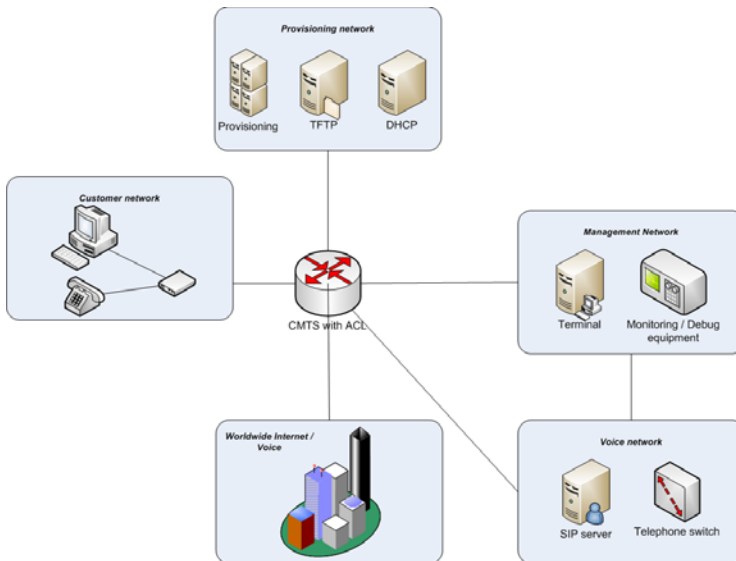 Provisioning network
Provisioning
TFTP
DHCP
Customer network
CMTS with ACL
Management Network
Terminal
Monitoring / Debug
equipment
Worldwide Internet /
Voice
Voice network
SIP server
Telephone switch